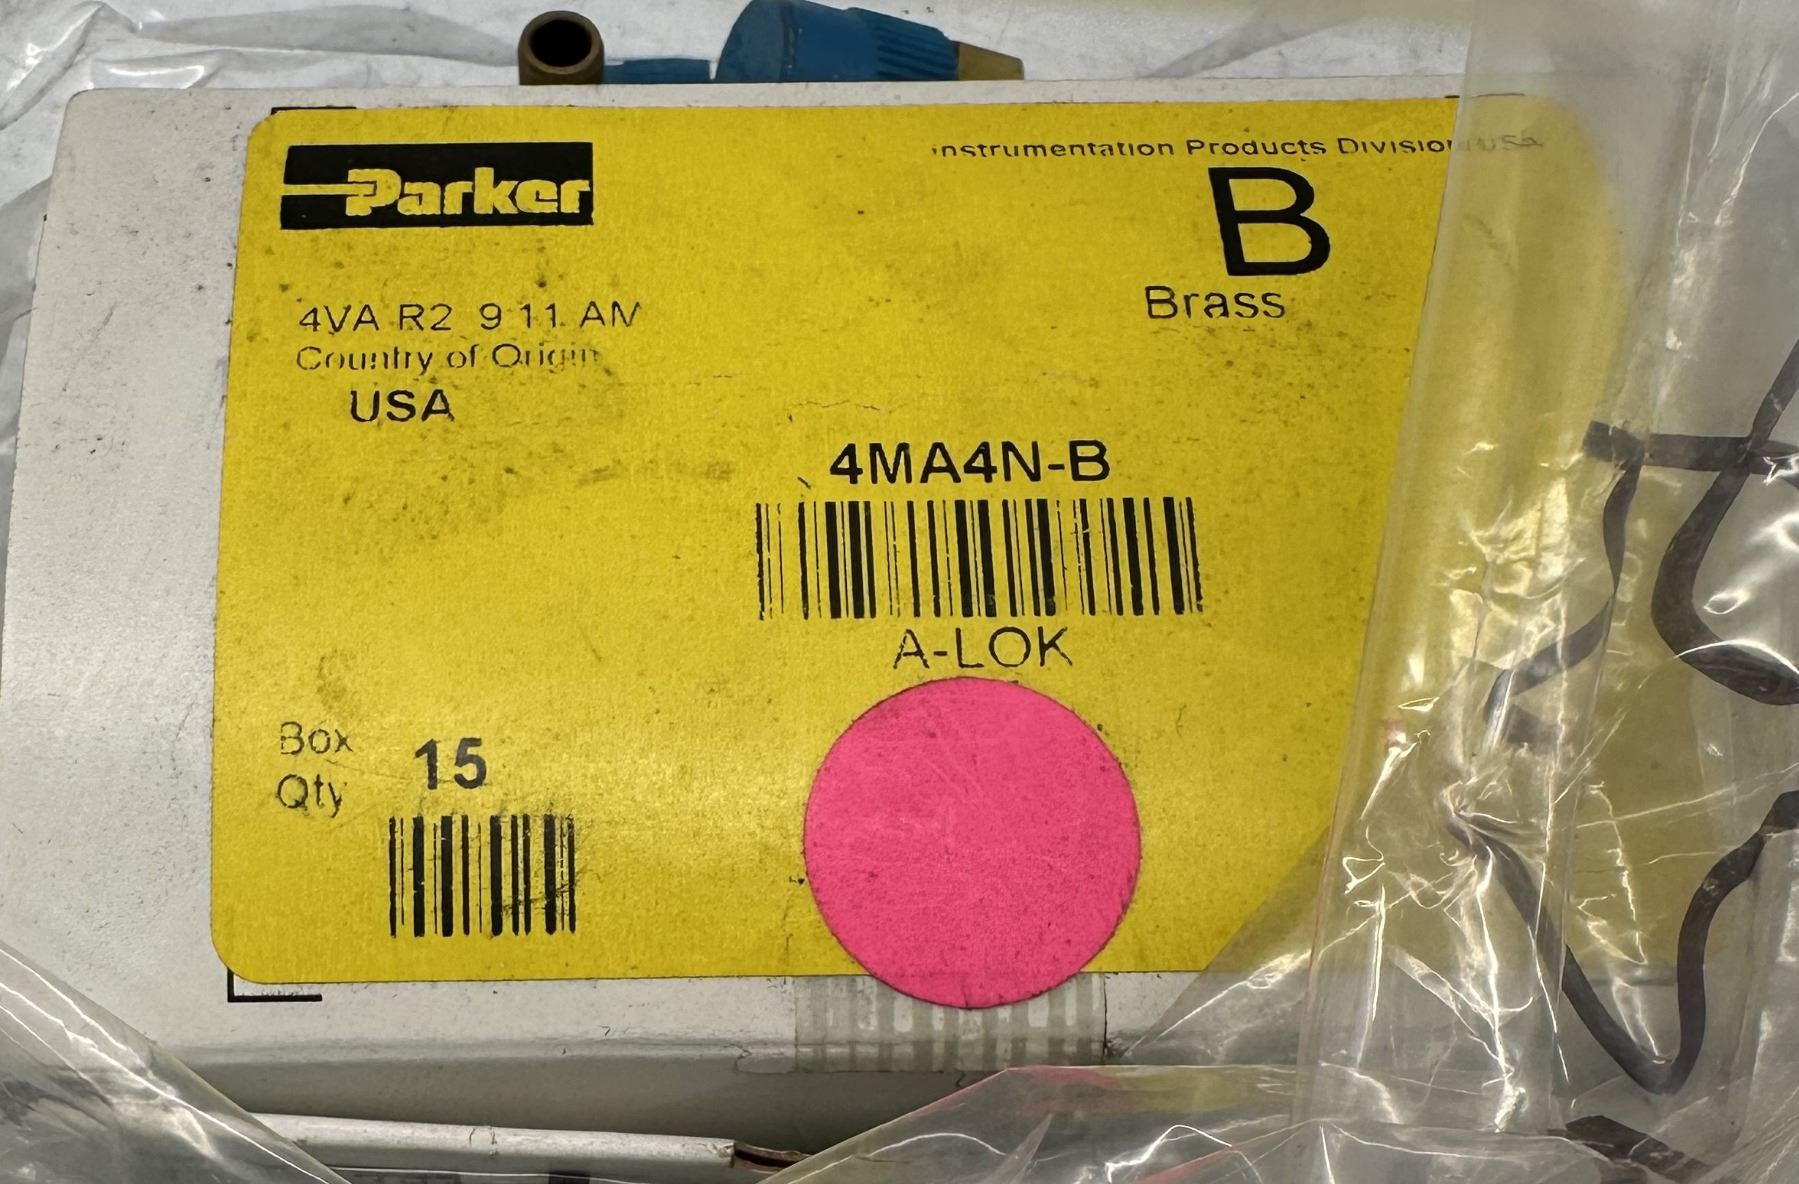 Parker
Instrumentation Products Division USA
B
Brass
4VA R2 9 11 AM
Country of Origin
USA
4MA4N-B
A-LOK
Box
Qty
15